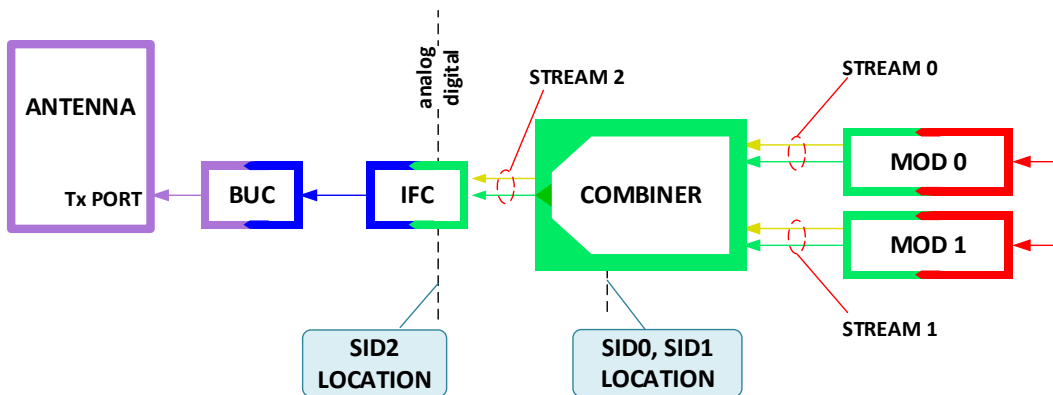 analog
digital
STREAM 2
STREAM 0
ANTENNA
Tx PORT
BUC
IFC
COMBINER
MOD 0
MOD 1
STREAM 1
SID2
LOCATION
SID0, SID1
LOCATION